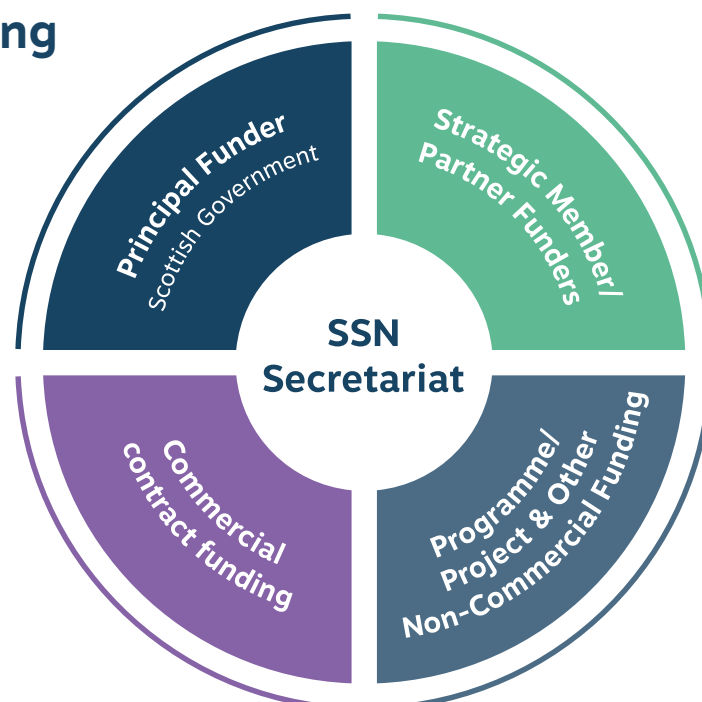 ng
Principal Funder
Scottish Government
Strategic Member/
Partner Funders
SSN
Secretariat
Commercial
contract funding
Programme/
Project & Other
Non-Commercial Funding